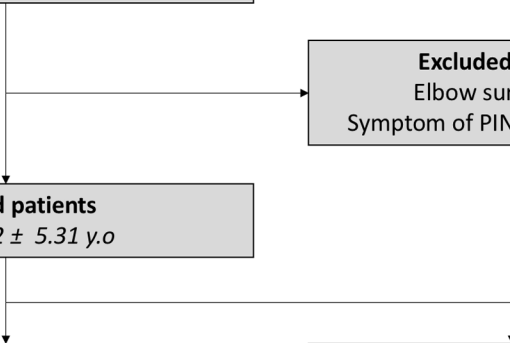 Excluded
Elbow sur
Symptom of PIN
d patients
2 ± 5.31 y.o